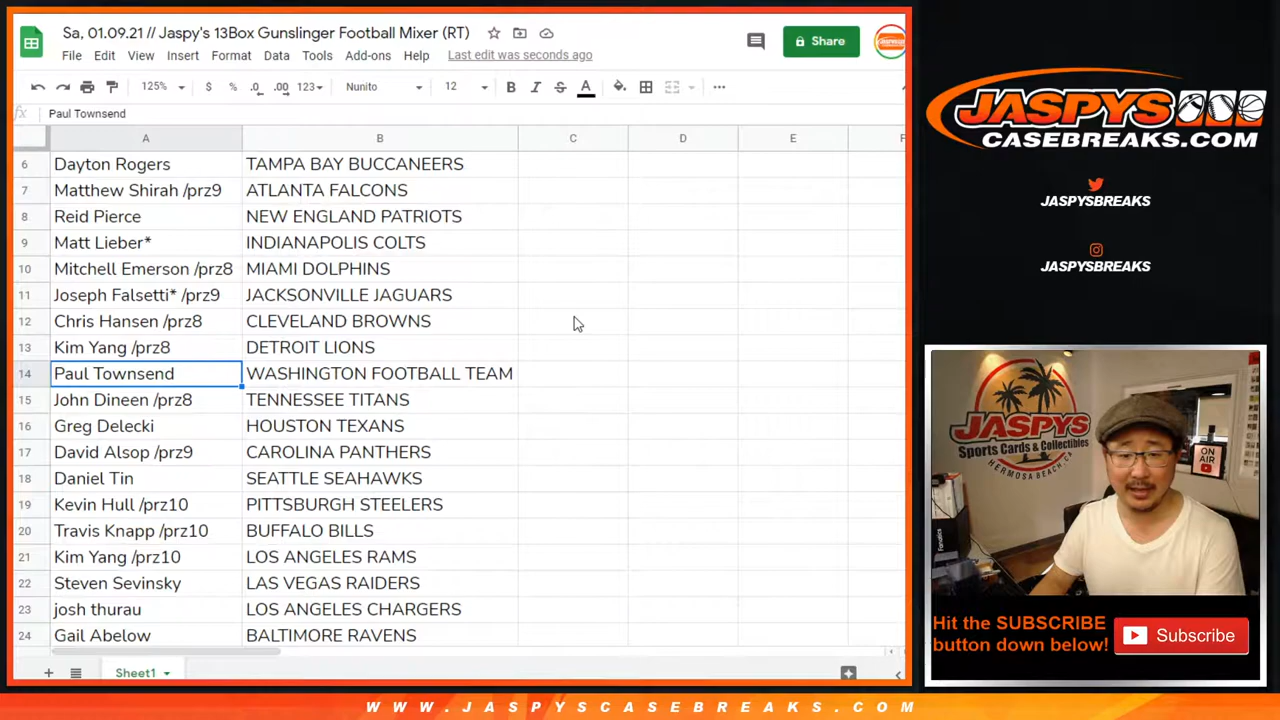 Sa, 01.09.21 // Jaspy's 13Box Gunslinger Football Mixer (RT)
File Edit View Insert Format Data Tools Add-ons Help Last edit was seconds ago
Share
125% $ % .0 .00 123 Nunito 12 B I S A
fx Paul Townsend
A B C D E
6 Dayton Rogers TAMPA BAY BUCCANEERS
7 Matthew Shirah /prz9 ATLANTA FALCONS
8 Reid Pierce NEW ENGLAND PATRIOTS
9 Matt Lieber* INDIANAPOLIS COLTS
10 Mitchell Emerson /prz8 MIAMI DOLPHINS
11 Joseph Falsetti* /prz9 JACKSONVILLE JAGUARS
12 Chris Hansen /prz8 CLEVELAND BROWNS
13 Kim Yang /prz8 DETROIT LIONS
14 Paul Townsend WASHINGTON FOOTBALL TEAM
15 John Dineen /prz8 TENNESSEE TITANS
16 Greg Delecki HOUSTON TEXANS
17 David Alsop /prz9 CAROLINA PANTHERS
18 Daniel Tin SEATTLE SEAHAWKS
19 Kevin Hull /prz10 PITTSBURGH STEELERS
20 Travis Knapp /prz10 BUFFALO BILLS
21 Kim Yang /prz10 LOS ANGELES RAMS
22 Steven Sevinsky LAS VEGAS RAIDERS
23 josh thurau LOS ANGELES CHARGERS
24 Gail Abelow BALTIMORE RAVENS
Sheet1
JASPYS
CASEBREAKS.COM
JASPYSBREAKS
JASPYSBREAKS
JASPYS
Sports Cards & Collectibles
HERMOSA BEACH, CA
ON AIR
Fanatics
Hit the SUBSCRIBE
button down below!
Subscribe
WWW.JASPYSCASEBREAKS.COM